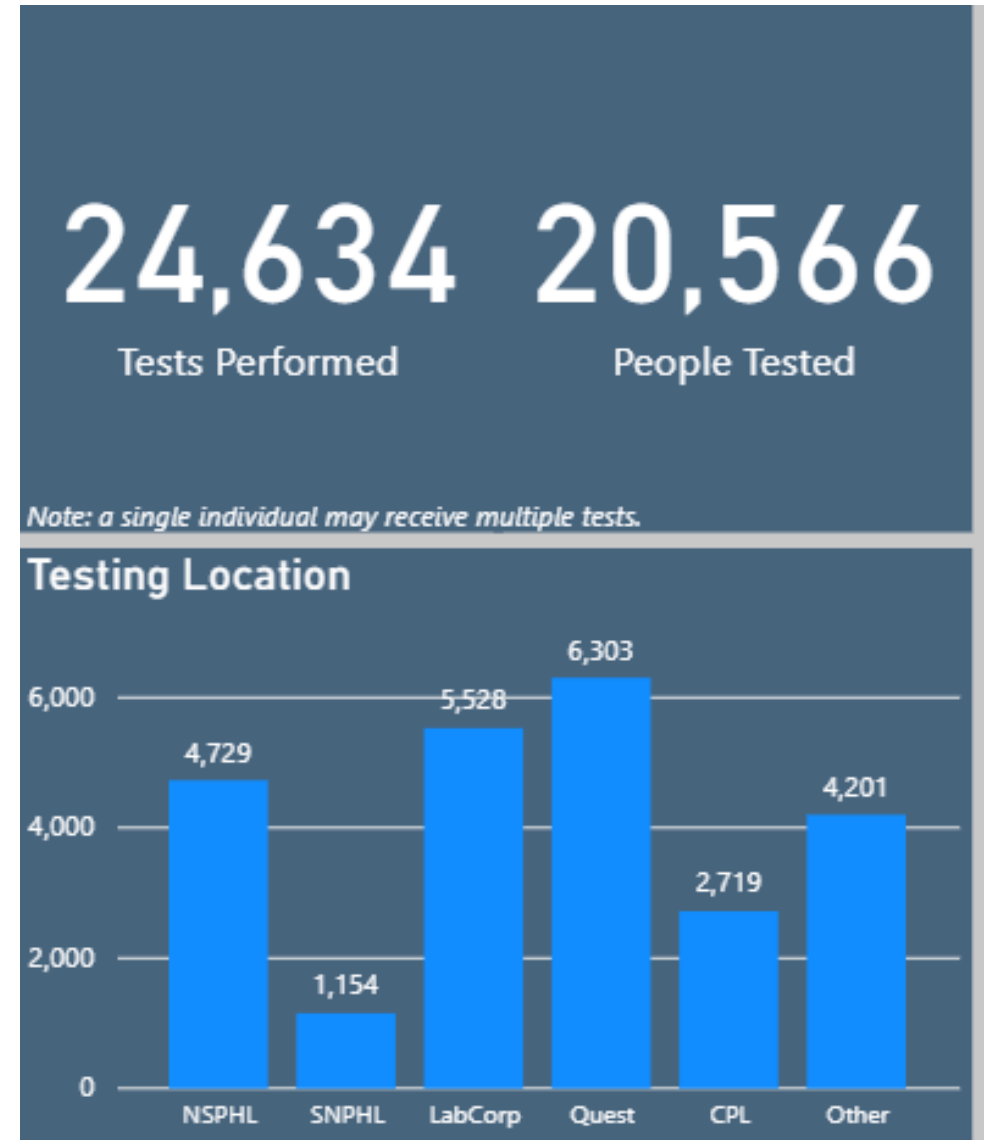 24,634 20,566
Tests Performed People Tested
Note: a single individual may receive multiple tests.
Testing Location
6,303
6,000
5,528
4,729
4,201
4,000
2,719
2,000
1,154
0
NSPHL SNPHL LabCorp Quest CPL Other